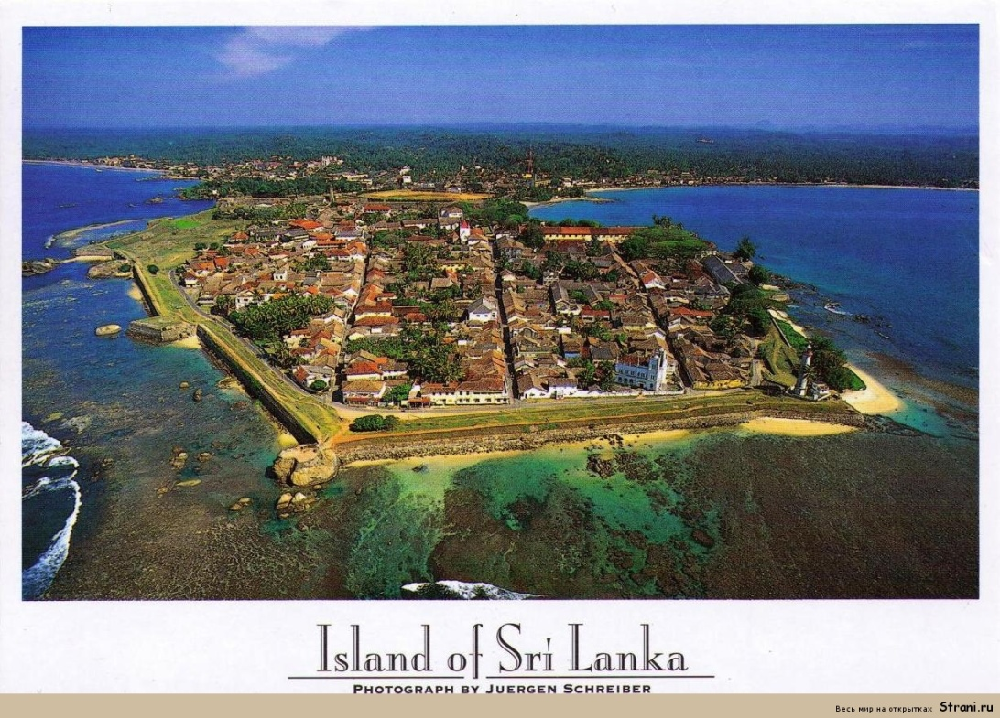 Island of Sri Lanka
Photograph by Juergen Schreiber
Весь мир на открытках Strani.ru